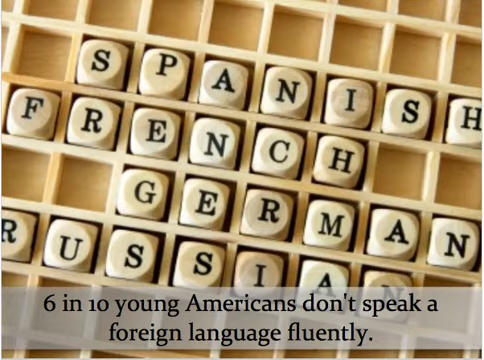 SPANISH
FRENCH
GERMAN
RUSSIAN
6 in 10 young Americans don't speak a
foreign language fluently.